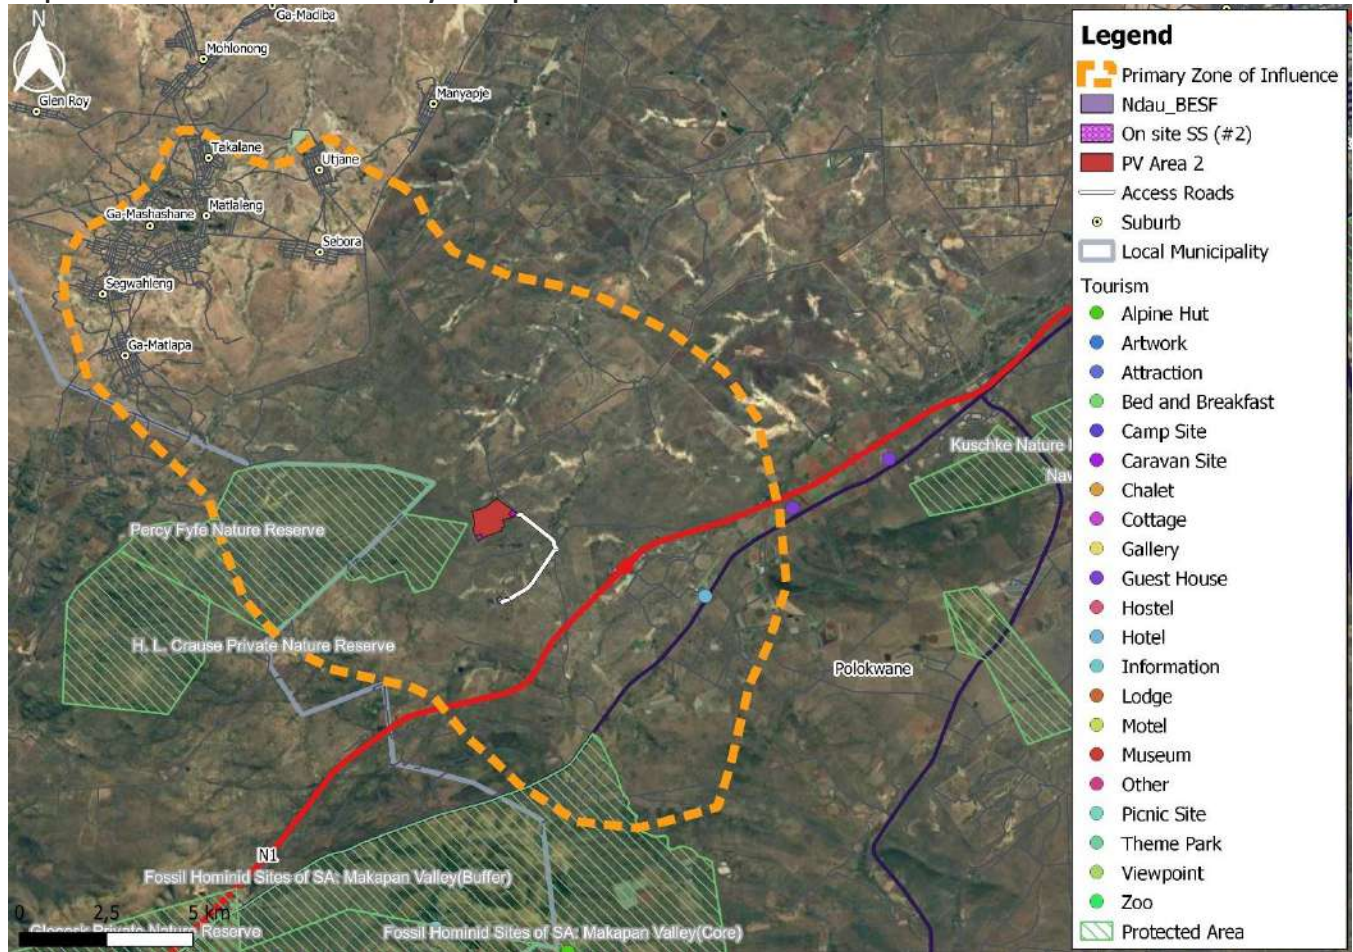 N
Ga-Madiba
Mohlonong
Glen Roy
Manyapje
Takalane
Utjane
Ga-Mashashane
Matlaleng
Sebora
Segwahleng
Ga-Matlapa
Kuschke Nature
Percy Fyfe Nature Reserve
H. L. Crause Private Nature Reserve
Polokwane
N1
Fossil Hominid Sites of SA: Makapan Valley(Buffer)
0 2,5 5 km
Private Nature Reserve
Fossil Hominid Sites of SA: Makapan Valley(Core)
Legend
Primary Zone of Influence
Ndau_BESF
On site SS (#2)
PV Area 2
Access Roads
Suburb
Local Municipality
Tourism
Alpine Hut
Artwork
Attraction
Bed and Breakfast
Camp Site
Caravan Site
Chalet
Cottage
Gallery
Guest House
Hostel
Hotel
Information
Lodge
Motel
Museum
Other
Picnic Site
Theme Park
Viewpoint
Zoo
Protected Area